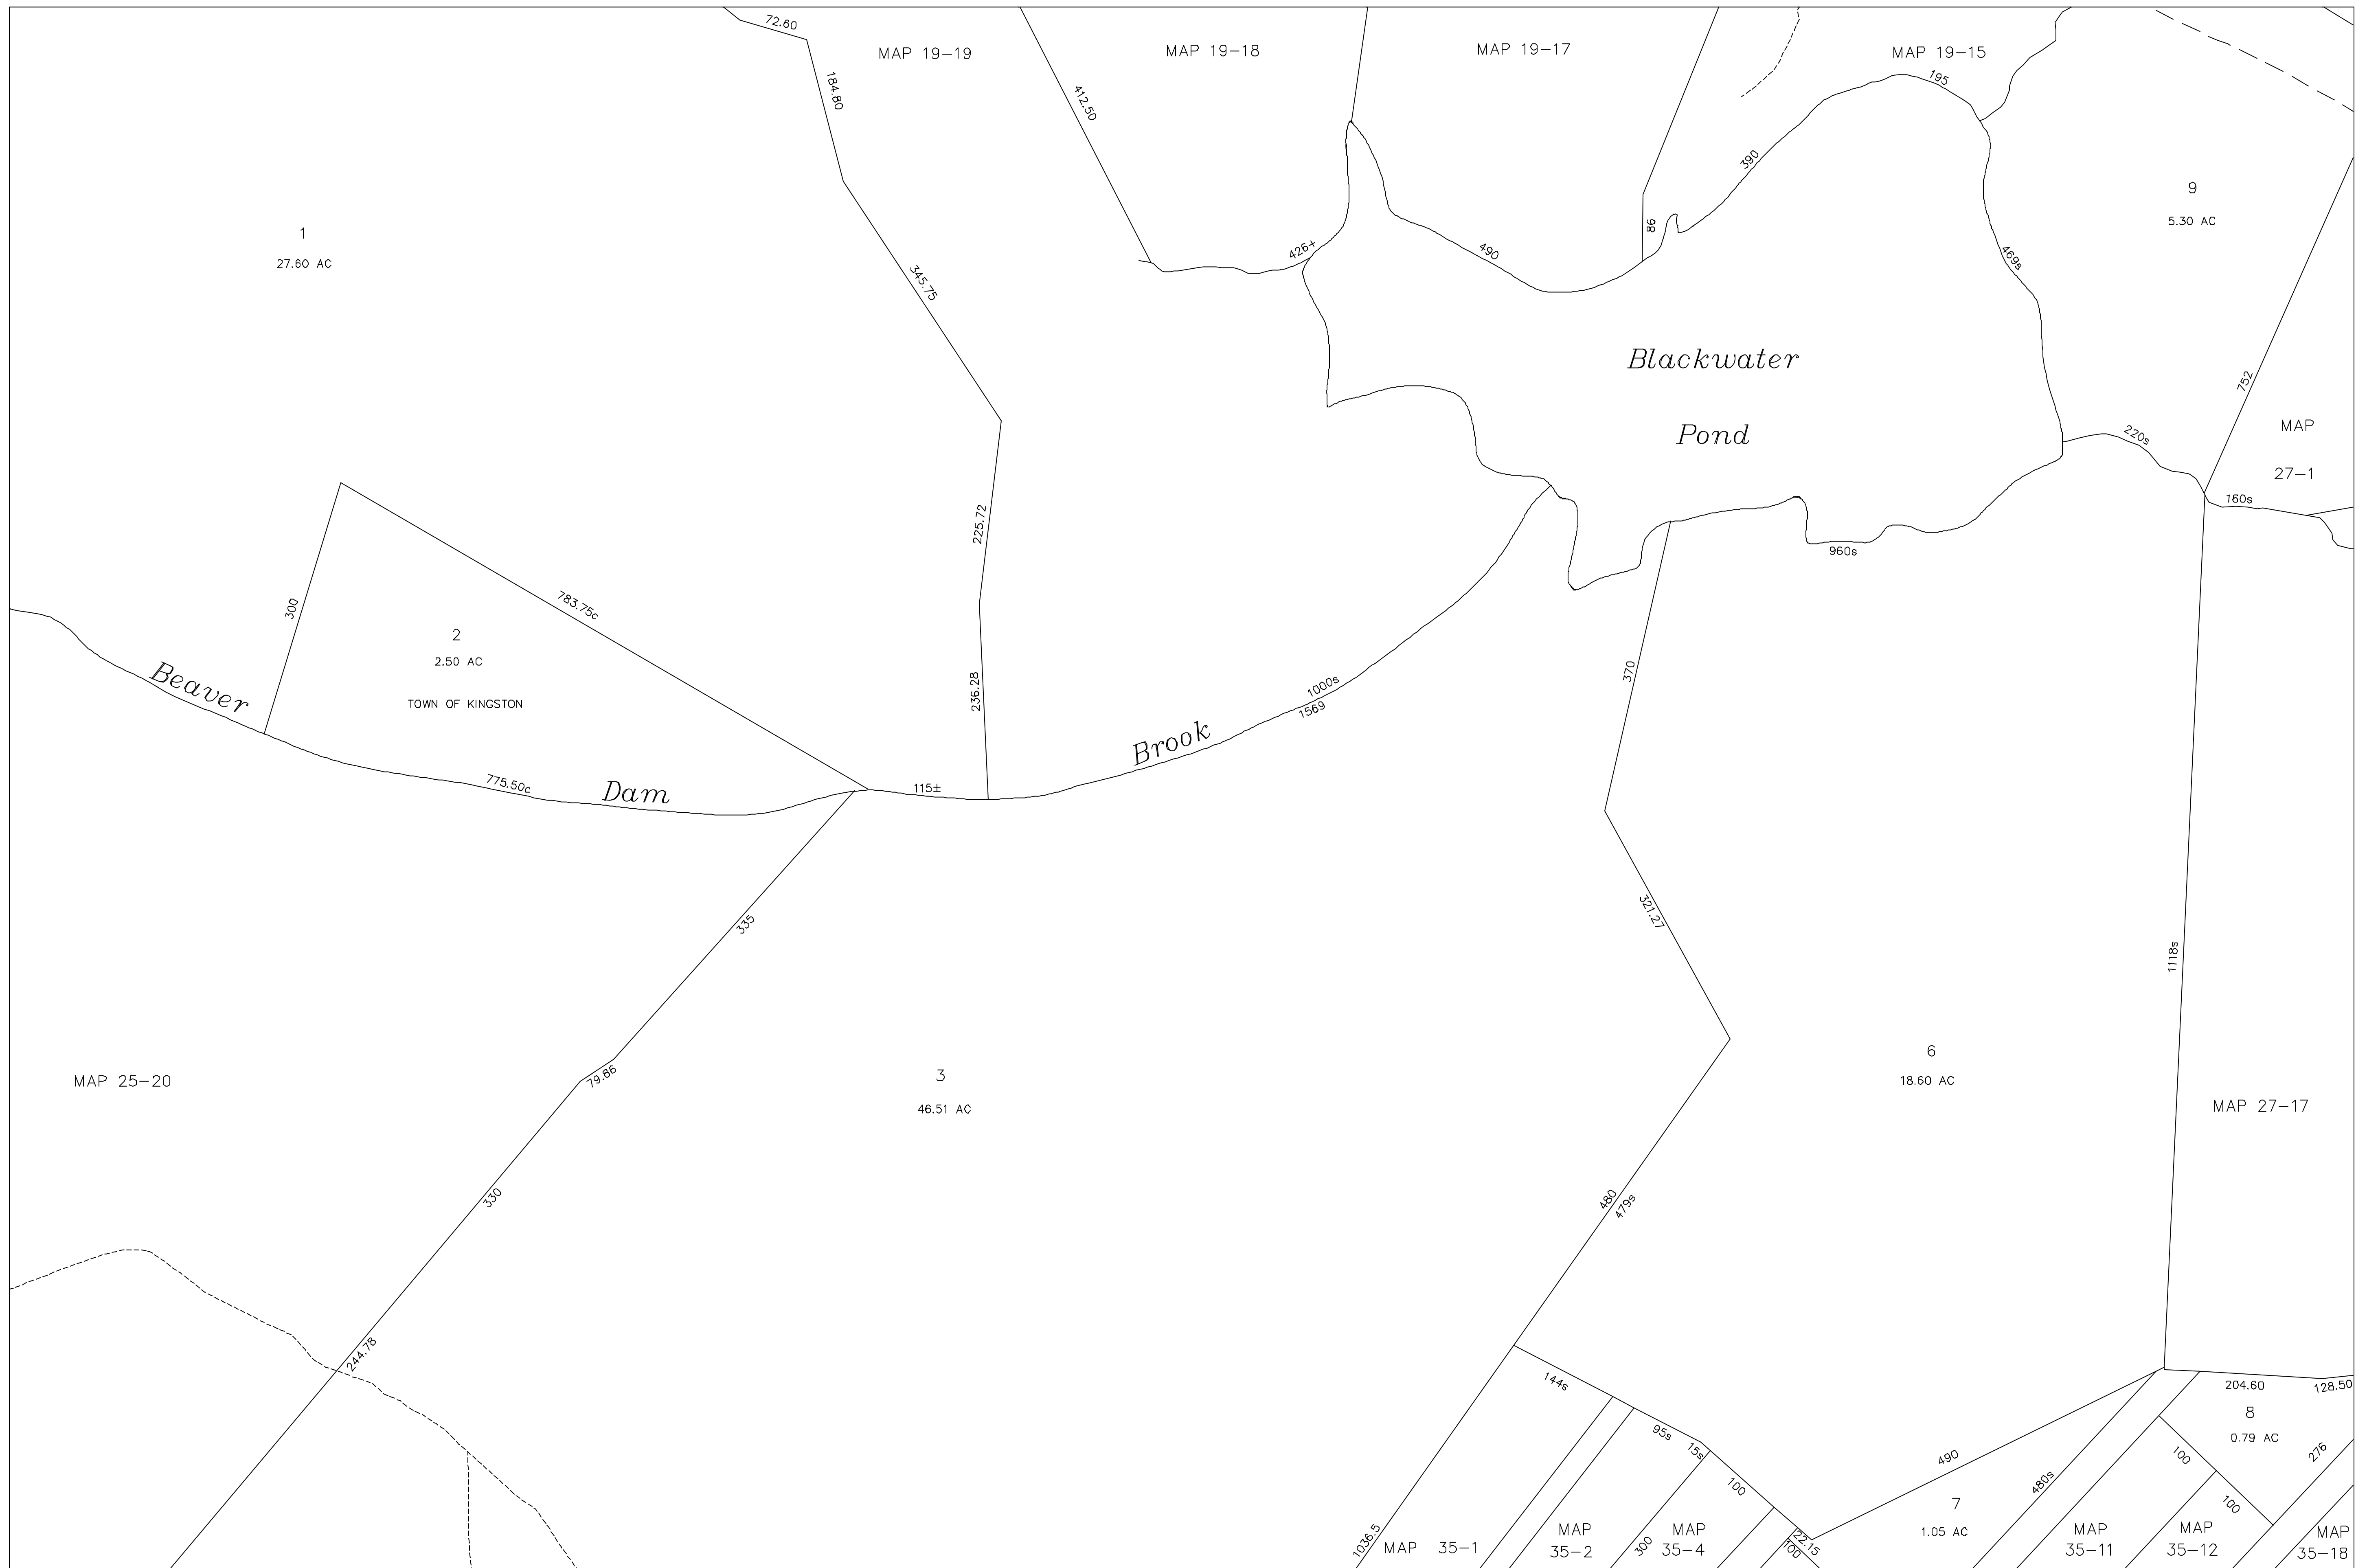 72.60
MAP 19-19
MAP 19-18
MAP 19-17
MAP 19-15
184.80
412.50
195
390
1
27.60 AC
345.75
426+
490
86
469s
9
5.30 AC
Blackwater
Pond
752
MAP
27-1
220s
160s
225.72
960s
300
783.75c
2
2.50 AC
TOWN OF KINGSTON
Beaver
236.28
1000s
1569
370
Brook
775.50c
Dam
115±
335
321.27
1118s
79.86
MAP 25-20
3
46.51 AC
6
18.60 AC
MAP 27-17
330
480
479s
244.78
144s
95s
15s
100
204.60
128.50
8
0.79 AC
490
480s
100
276
100
7
1.05 AC
1036.5
MAP 35-1
MAP
35-2
300
MAP
35-4
22.15
100
MAP
35-11
MAP
35-12
MAP
35-18